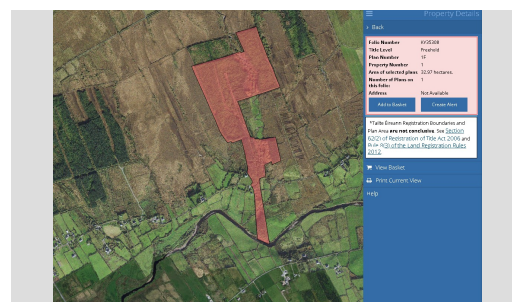 Property Details
‹ Back
Folio Number KY35398
Title Level Freehold
Plan Number 1F
Property Number 1
Area of selected plans 32.97 hectares.
Number of Plans on 1
this folio:
Address Not Available
Add to Basket Create Alert
*Tailte Éireann Registration Boundaries and
Plan Area are not conclusive. See Section
62(2) of Registration of Title Act 2006 and
Rule 8(3) of the Land Registration Rules
2012.
View Basket
Print Current View
Help